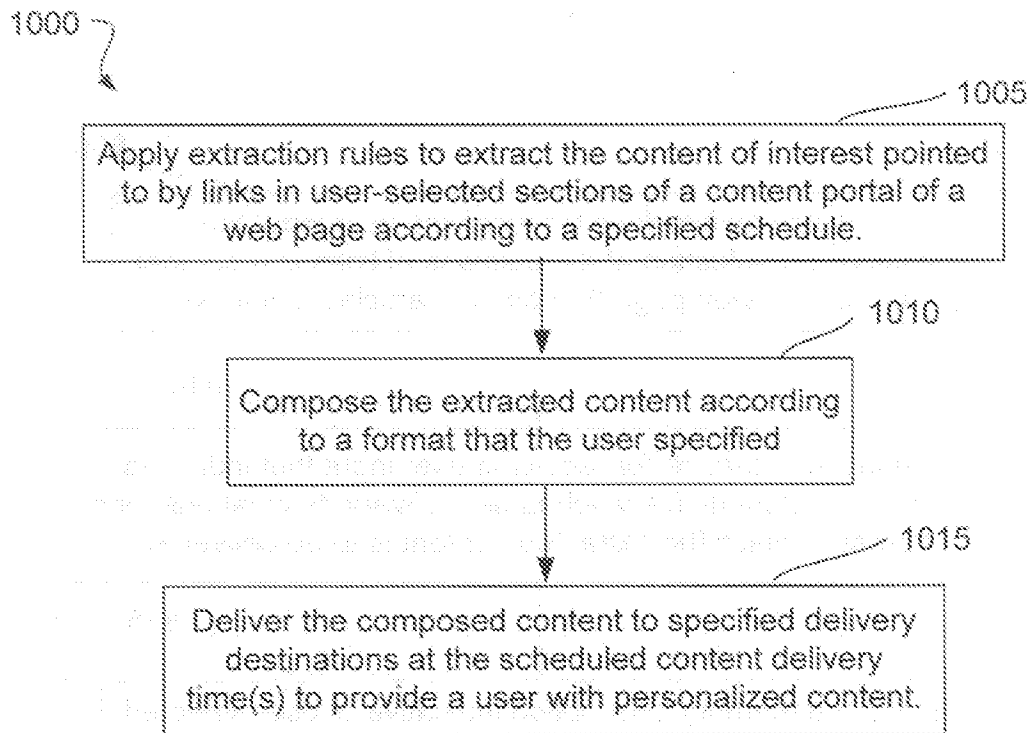 1000
1005
Apply extraction rules to extract the content of interest pointed
to by links in user-selected sections of a content portal of a
web page according to a specified schedule.
1010
Compose the extracted content according
to a format that the user specified
1015
Deliver the composed content to specified delivery
destinations at the scheduled content delivery
time(s) to provide a user with personalized content.